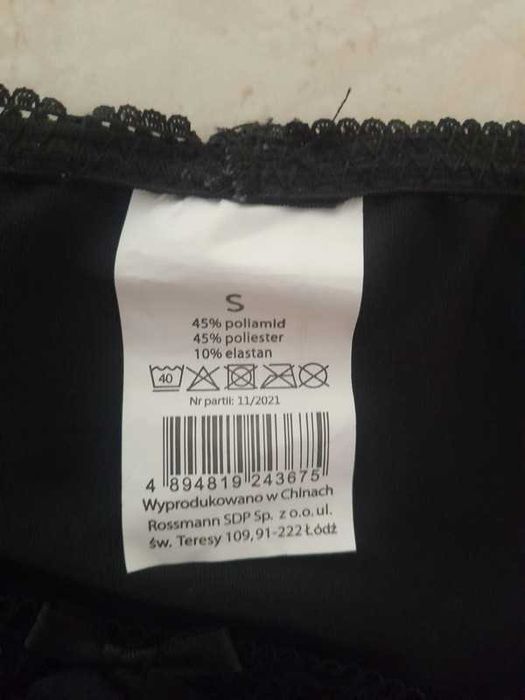 S
45% poliamid
45% poliester
10% elastan
40
Nr partii: 11/2021
4 894819 243675
Wyprodukowano w Chinach
Rossmann SDP Sp. z o.o. ul.
św. Teresy 109, 91-222 Łódź